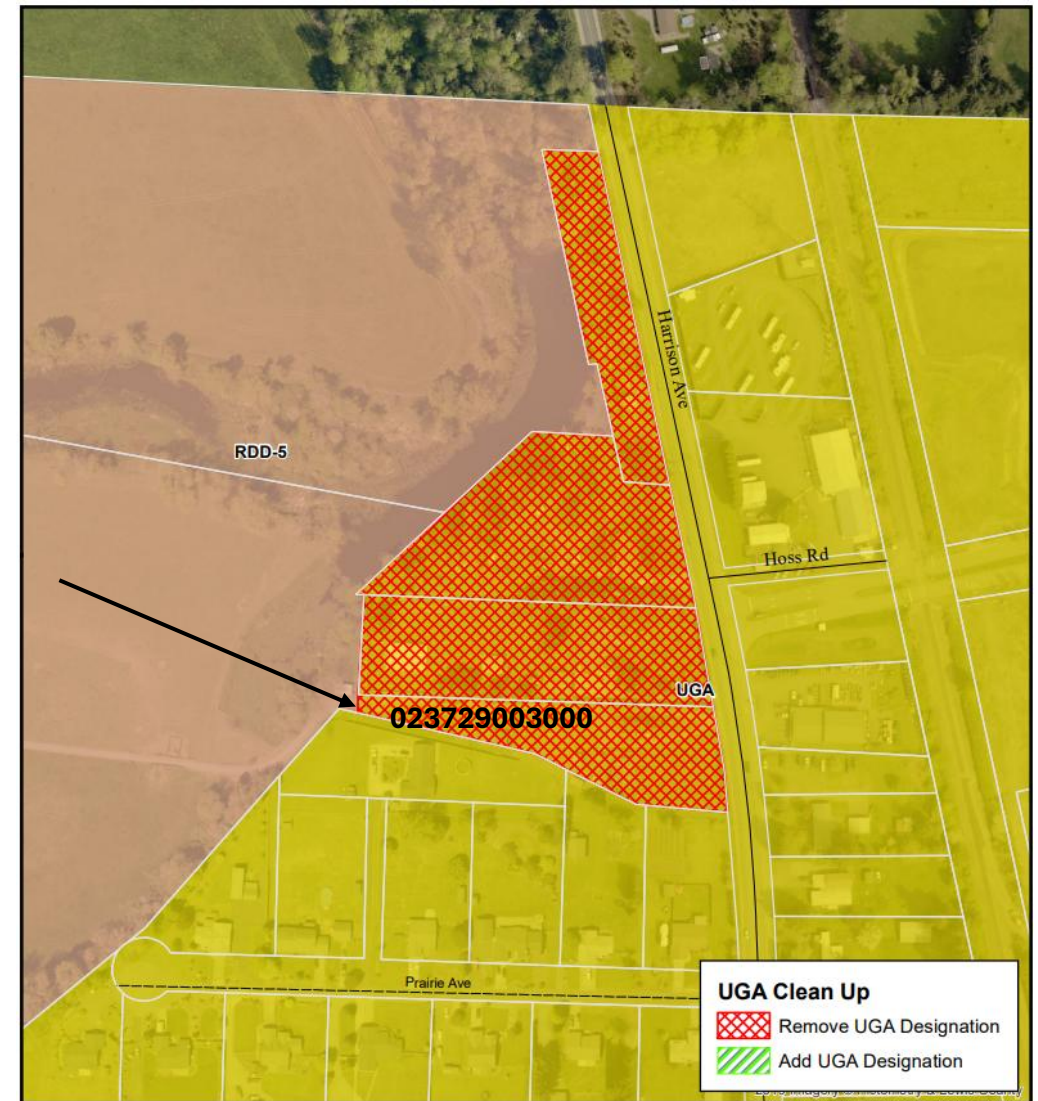 Harrison Ave
RDD-5
Hoss Rd
UGA
023729003000
Prairie Ave
UGA Clean Up
Remove UGA Designation
Add UGA Designation